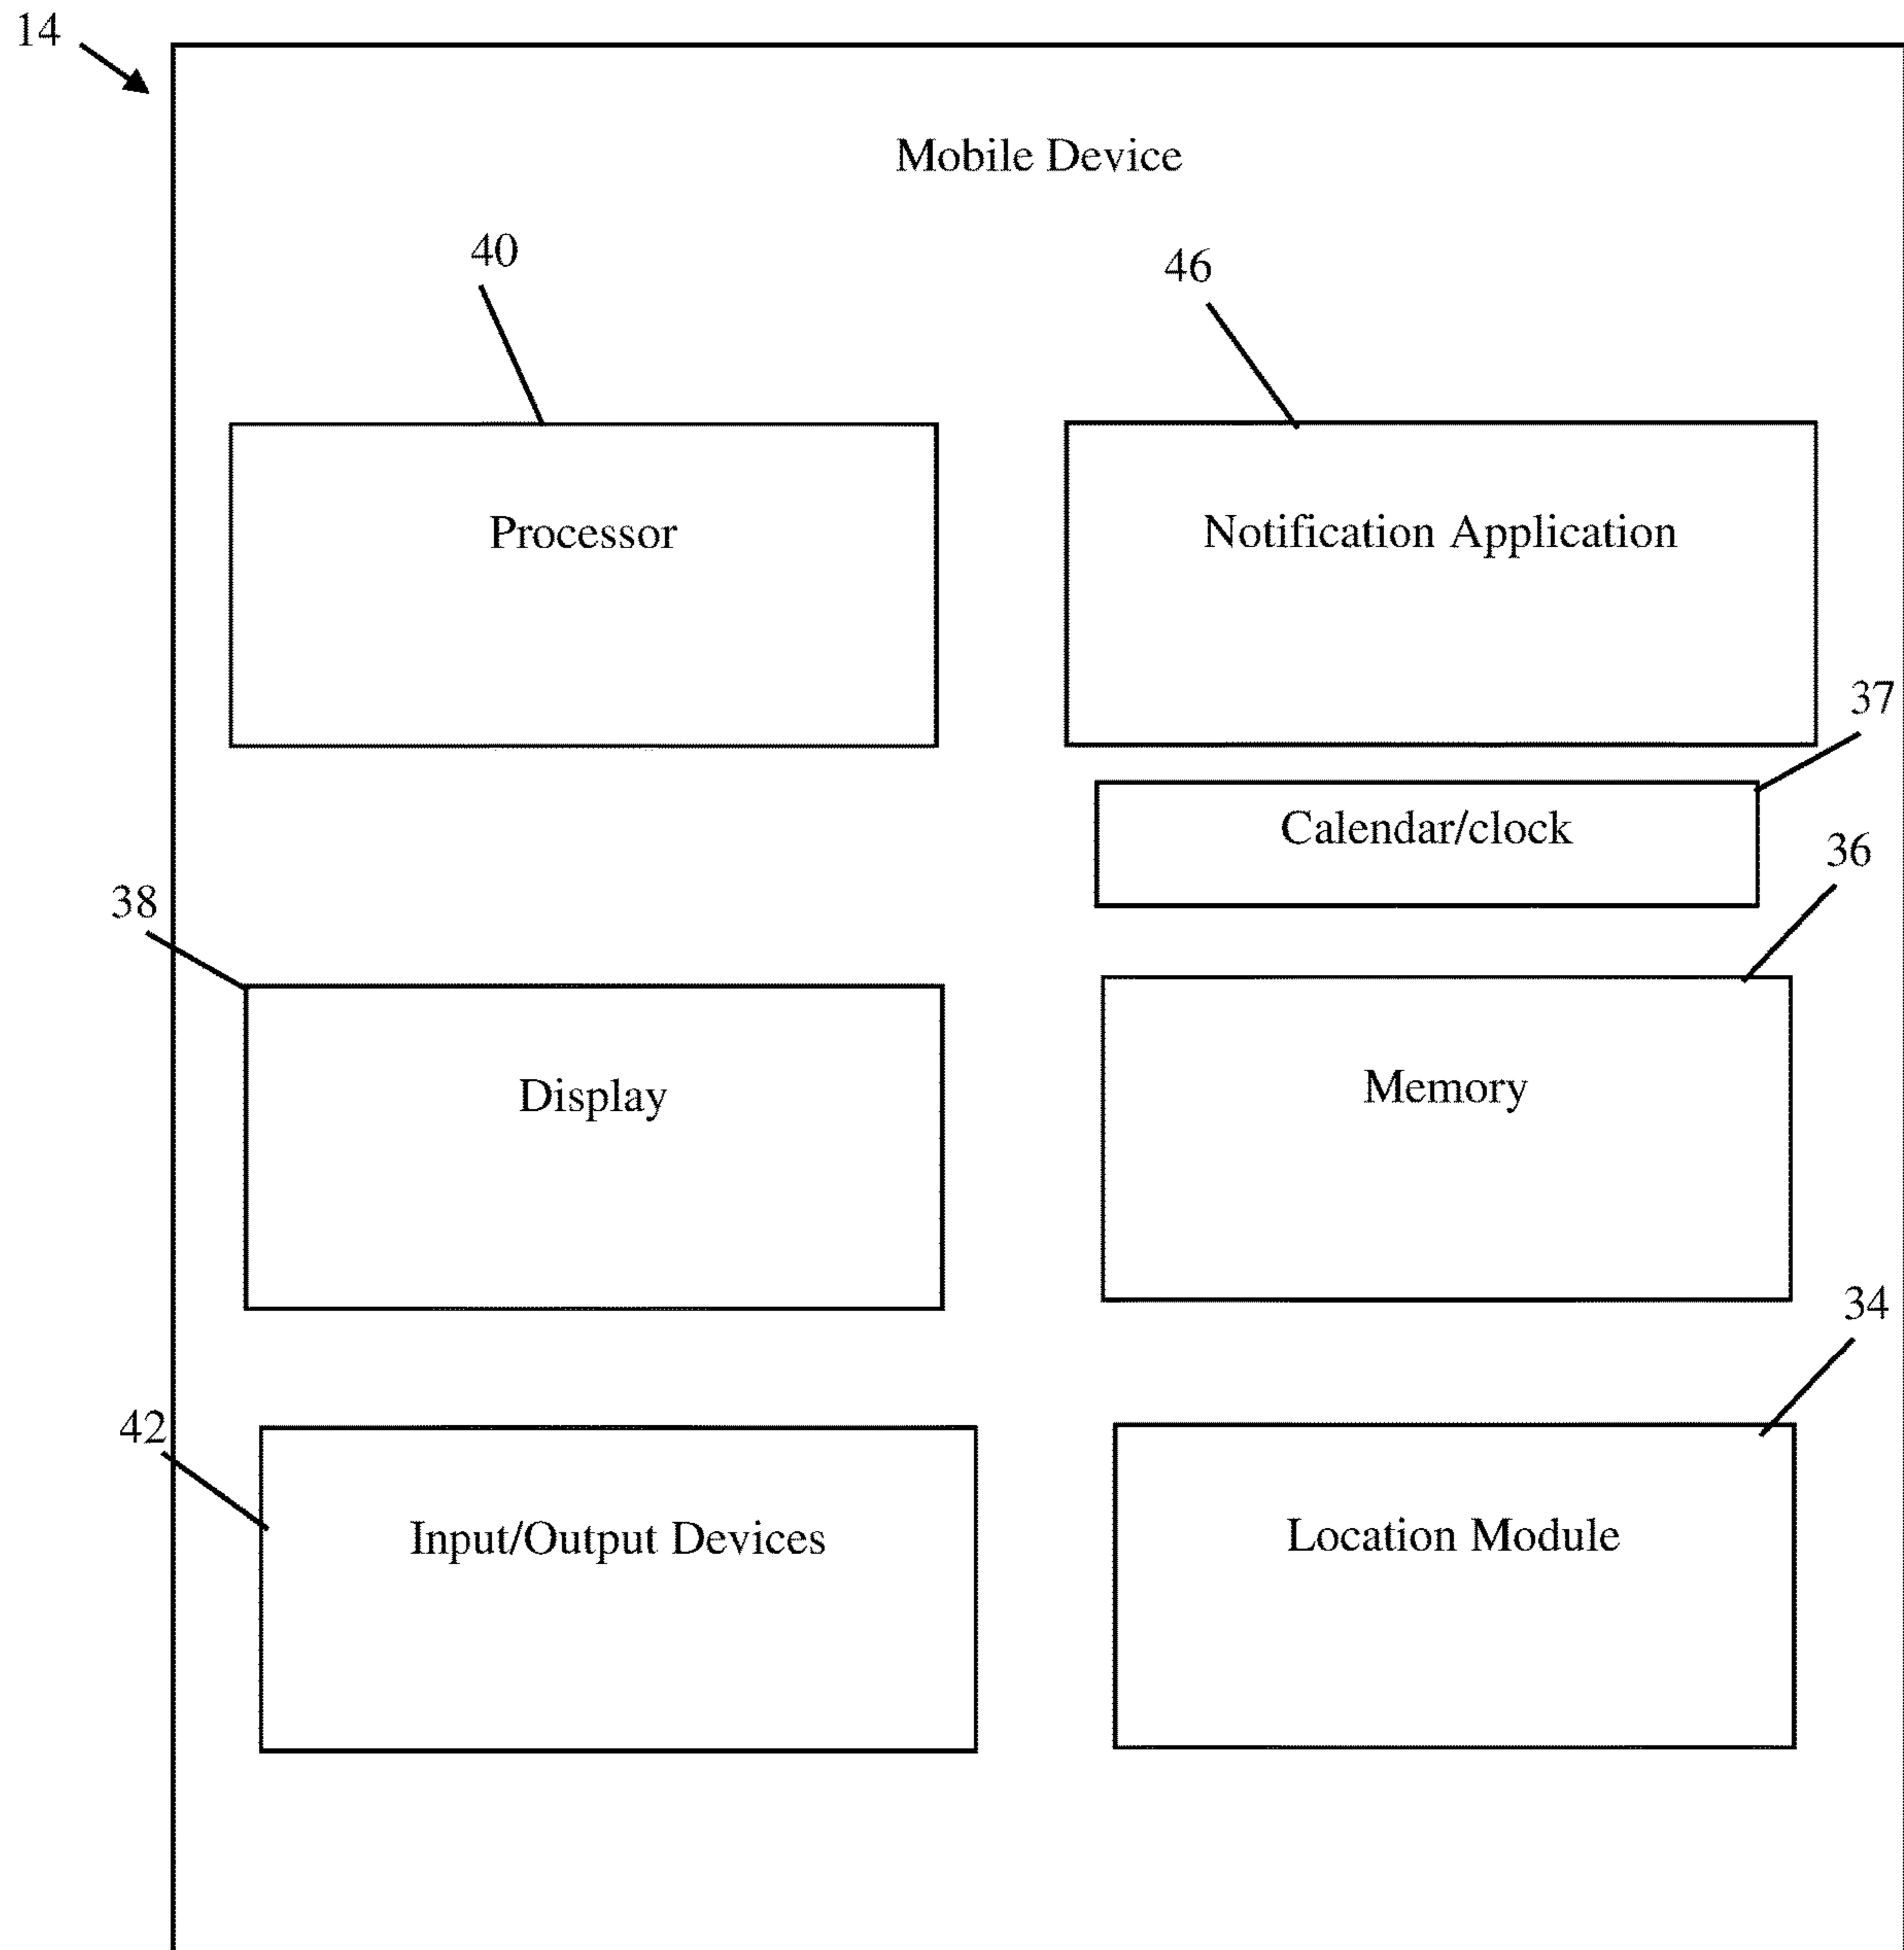 14
Mobile Device
40
46
Processor
Notification Application
37
Calendar/clock
36
38
Display
Memory
34
42
Input/Output Devices
Location Module